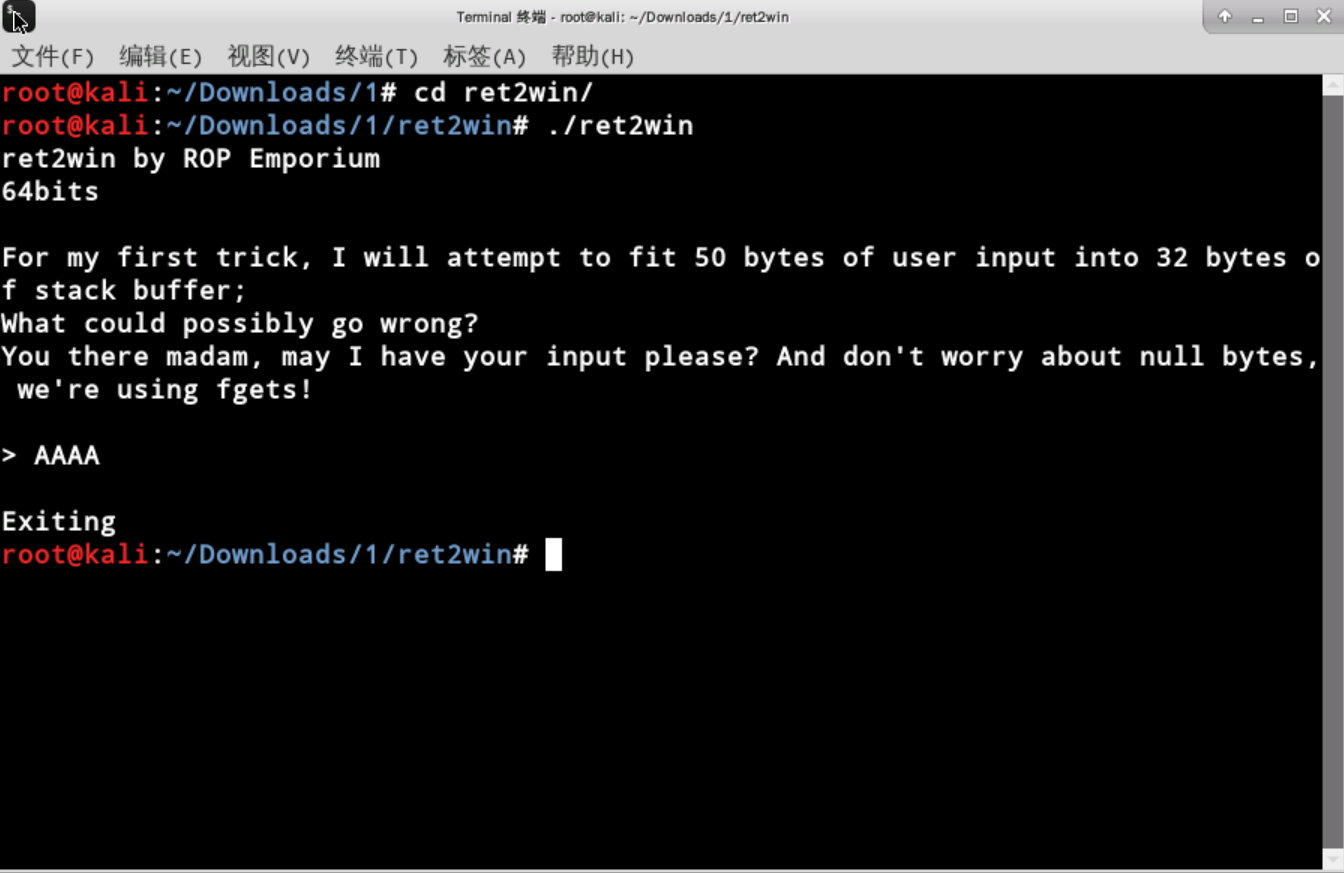 Terminal 终端 - root@kali: ~/Downloads/1/ret2win
文件(F) 编辑(E) 视图(V) 终端(T) 标签(A) 帮助(H)
root@kali:~/Downloads/1# cd ret2win/
root@kali:~/Downloads/1/ret2win# ./ret2win
ret2win by ROP Emporium
64bits
For my first trick, I will attempt to fit 50 bytes of user input into 32 bytes o
f stack buffer;
What could possibly go wrong?
You there madam, may I have your input please? And don't worry about null bytes,
we're using fgets!
> AAAA
Exiting
root@kali:~/Downloads/1/ret2win#